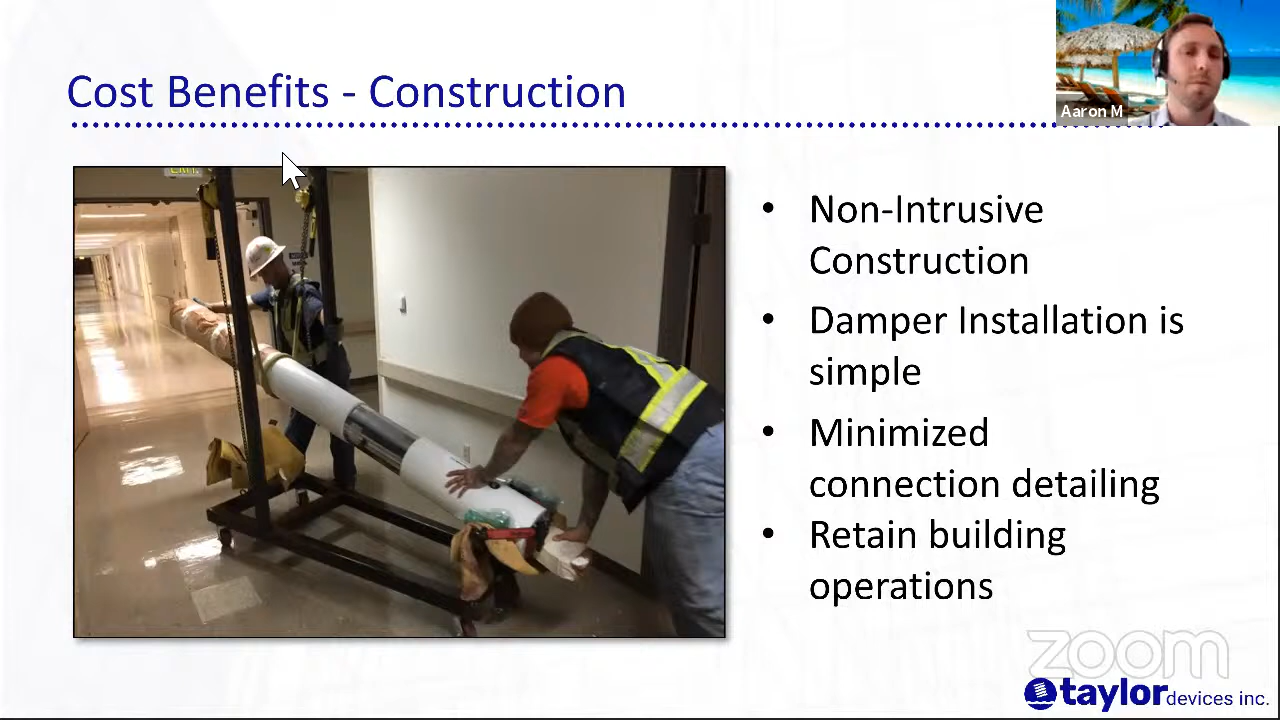 Cost Benefits - Construction
Aaron M
• Non-Intrusive
Construction
• Damper Installation is
simple
• Minimized
connection detailing
• Retain building
operations
zoom
taylor devices inc.